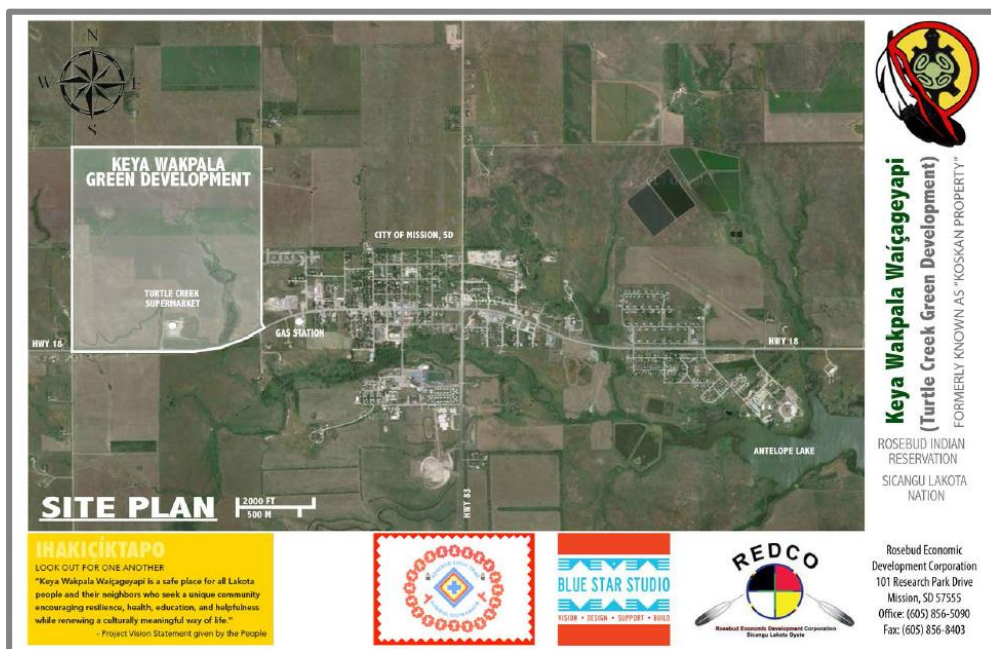 N
W
E
S
KEYA WAKPALA
GREEN DEVELOPMENT
CITY OF MISSION, SD
TURTLE CREEK
SUPERMARKET
GAS STATION
HWY 18
HWY 18
ANTELOPE LAKE
HWY 83
SITE PLAN
2000 FT
500 M
Keya Wakpala Waíçageyapi
(Turtle Creek Green Development)
FORMERLY KNOWN AS "KOSKAN PROPERTY"
ROSEBUD INDIAN
RESERVATION
SICANGU LAKOTA
NATION
IHAKICÍKTAPO
LOOK OUT FOR ONE ANOTHER
"Keya Wakpala Waiçageyapi is a safe place for all Lakota
people and their neighbors who seek a unique community
encouraging resilience, health, education, and helpfulness
while renewing a culturally meaningful way of life."
- Project Vision Statement given by the People
BLUE STAR STUDIO
VISION • DESIGN • SUPPORT • BUILD
REDCO
Rosebud Economic Development Corporation
Sicangu Lakota Oyate
Rosebud Economic
Development Corporation
101 Research Park Drive
Mission, SD 57555
Office: (605) 856-5090
Fax: (605) 856-8403